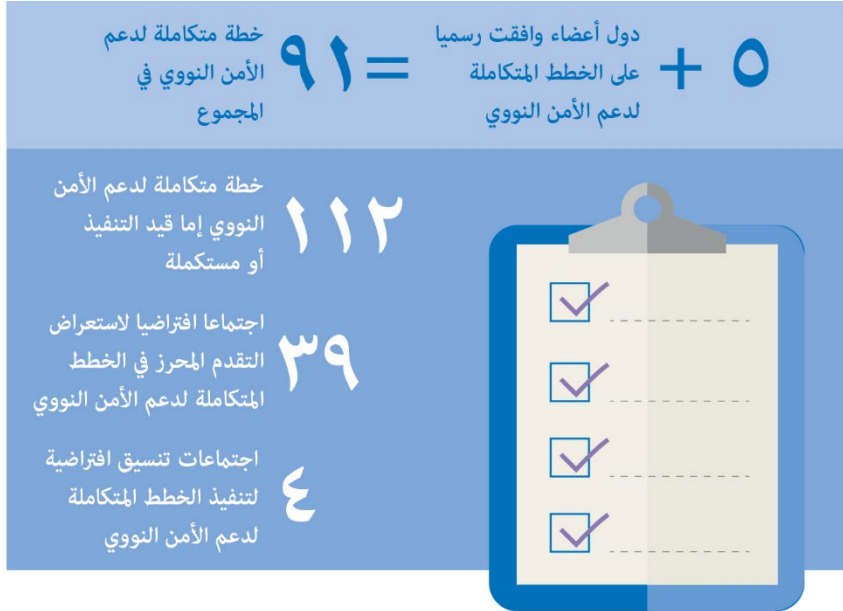 ٥ + دول أعضاء وافقت رسميا
على الخطط المتكاملة
لدعم الأمن النووي
= ٩١ خطة متكاملة لدعم
الأمن النووي في
المجموع
١١٢ خطة متكاملة لدعم الأمن
النووي إما قيد التنفيذ
أو مستكملة
٣٩ اجتماعا افتراضيا لاستعراض
التقدم المحرز في الخطط
المتكاملة لدعم الأمن النووي
٤ اجتماعات تنسيق افتراضية
لتنفيذ الخطط المتكاملة
لدعم الأمن النووي